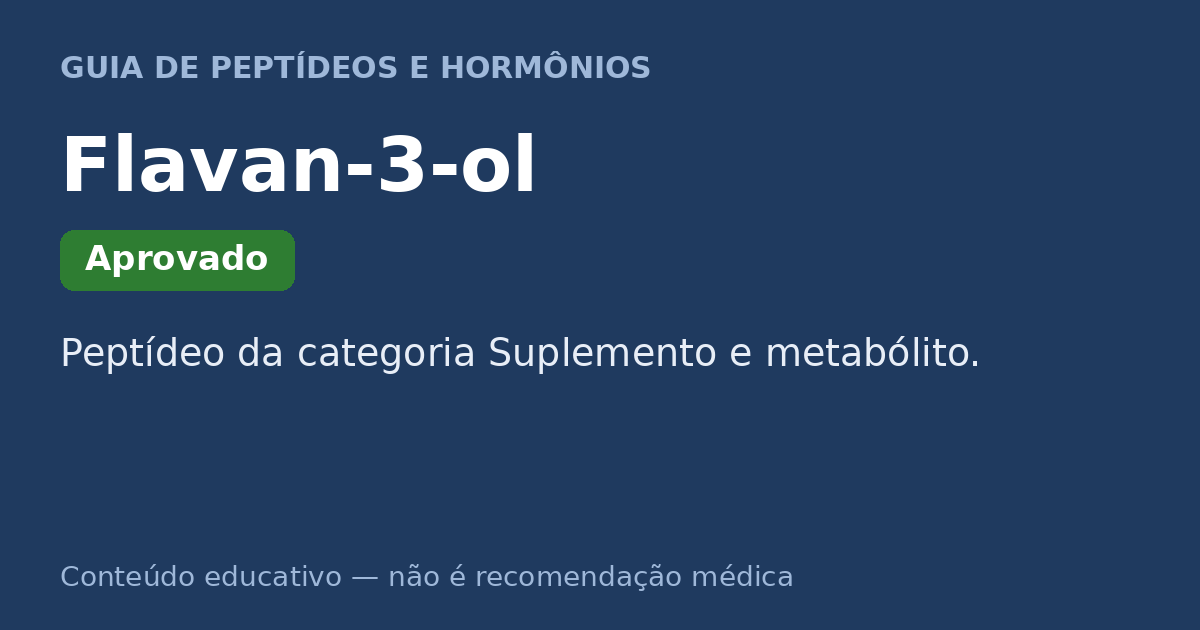 GUIA DE PEPTÍDEOS E HORMÔNIOS
Flavan-3-ol
Aprovado
Peptídeo da categoria Suplemento e metabólito.
Conteúdo educativo — não é recomendação médica